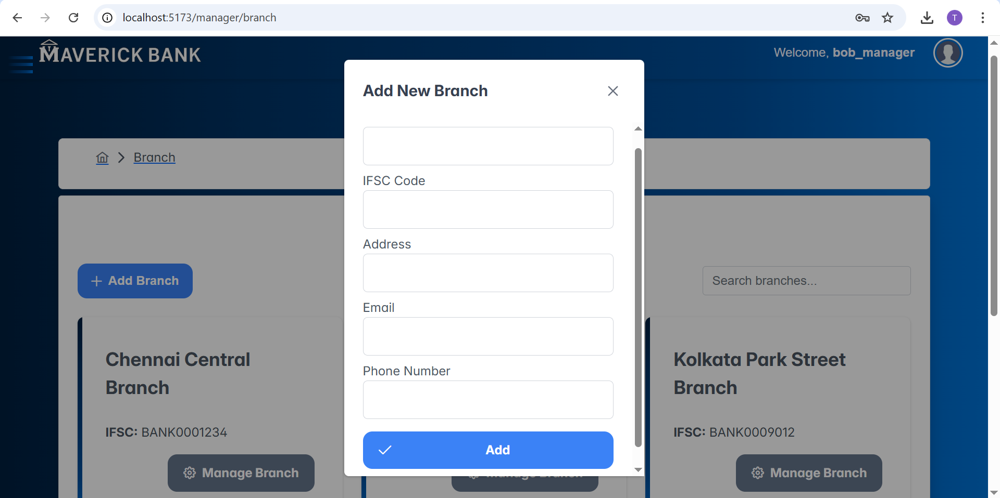 localhost:5173/manager/branch
T
MAVERICK BANK
Welcome, bob_manager
Add New Branch
Branch
IFSC Code
Address
Email
Phone Number
Add
Add Branch
Search branches...
Chennai Central
Branch
IFSC: BANK0001234
Manage Branch
Manage Branch
Kolkata Park Street
Branch
IFSC: BANK0009012
Manage Branch